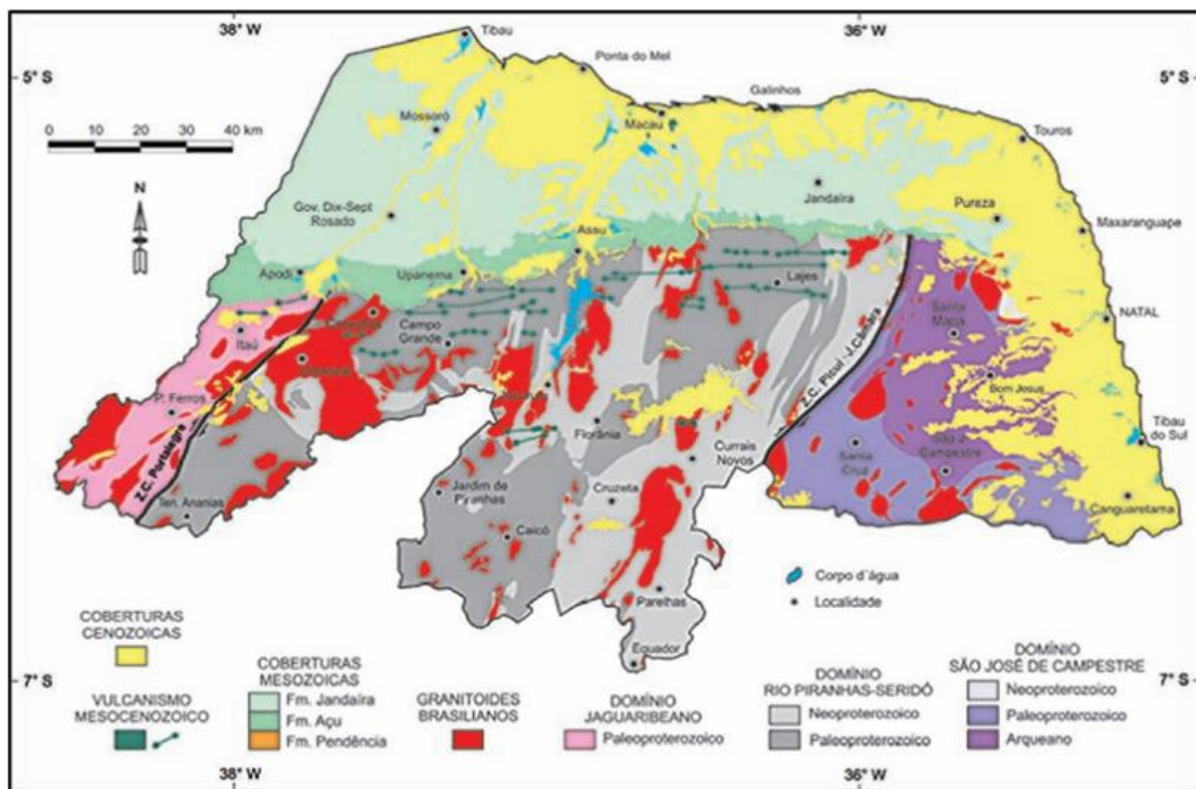 38° W
36° W
5° S
5° S
Tibau
Ponta do Mel
Galinhos
0 10 20 30 40 km
Mossoró
Macau
Touros
N
Jandaíra
Gov. Dix-Sept
Rosado
Pureza
Maxaranguape
Assu
Apodi
Upanema
Lajes
Campo
Grande
Santa
Maria
NATAL
Itaú
Z.C. Picuí -J.Câmara
P. Ferros
Bom Jesus
Z.C. Portalegre
Florânia
Tibau
do Sul
Currais
Novos
Santa
Cruz
São J.
Campestre
Ten. Ananias
Jardim de
Piranhas
Cruzeta
Canguaretama
Caicó
Parelhas
Equador
Corpo d´água
Localidade
COBERTURAS
CENOZOICAS
VULCANISMO
MESOCENOZOICO
COBERTURAS
MESOZOICAS
Fm. Jandaíra
Fm. Açu
Fm. Pendência
GRANITOIDES
BRASILIANOS
DOMÍNIO
JAGUARIBEANO
Paleoproterozoico
DOMÍNIO
RIO PIRANHAS-SERIDÓ
Neoproterozoico
Paleoproterozoico
DOMÍNIO
SÃO JOSÉ DE CAMPESTRE
Neoproterozoico
Paleoproterozoico
Arqueano
7° S
7° S
38° W
36° W